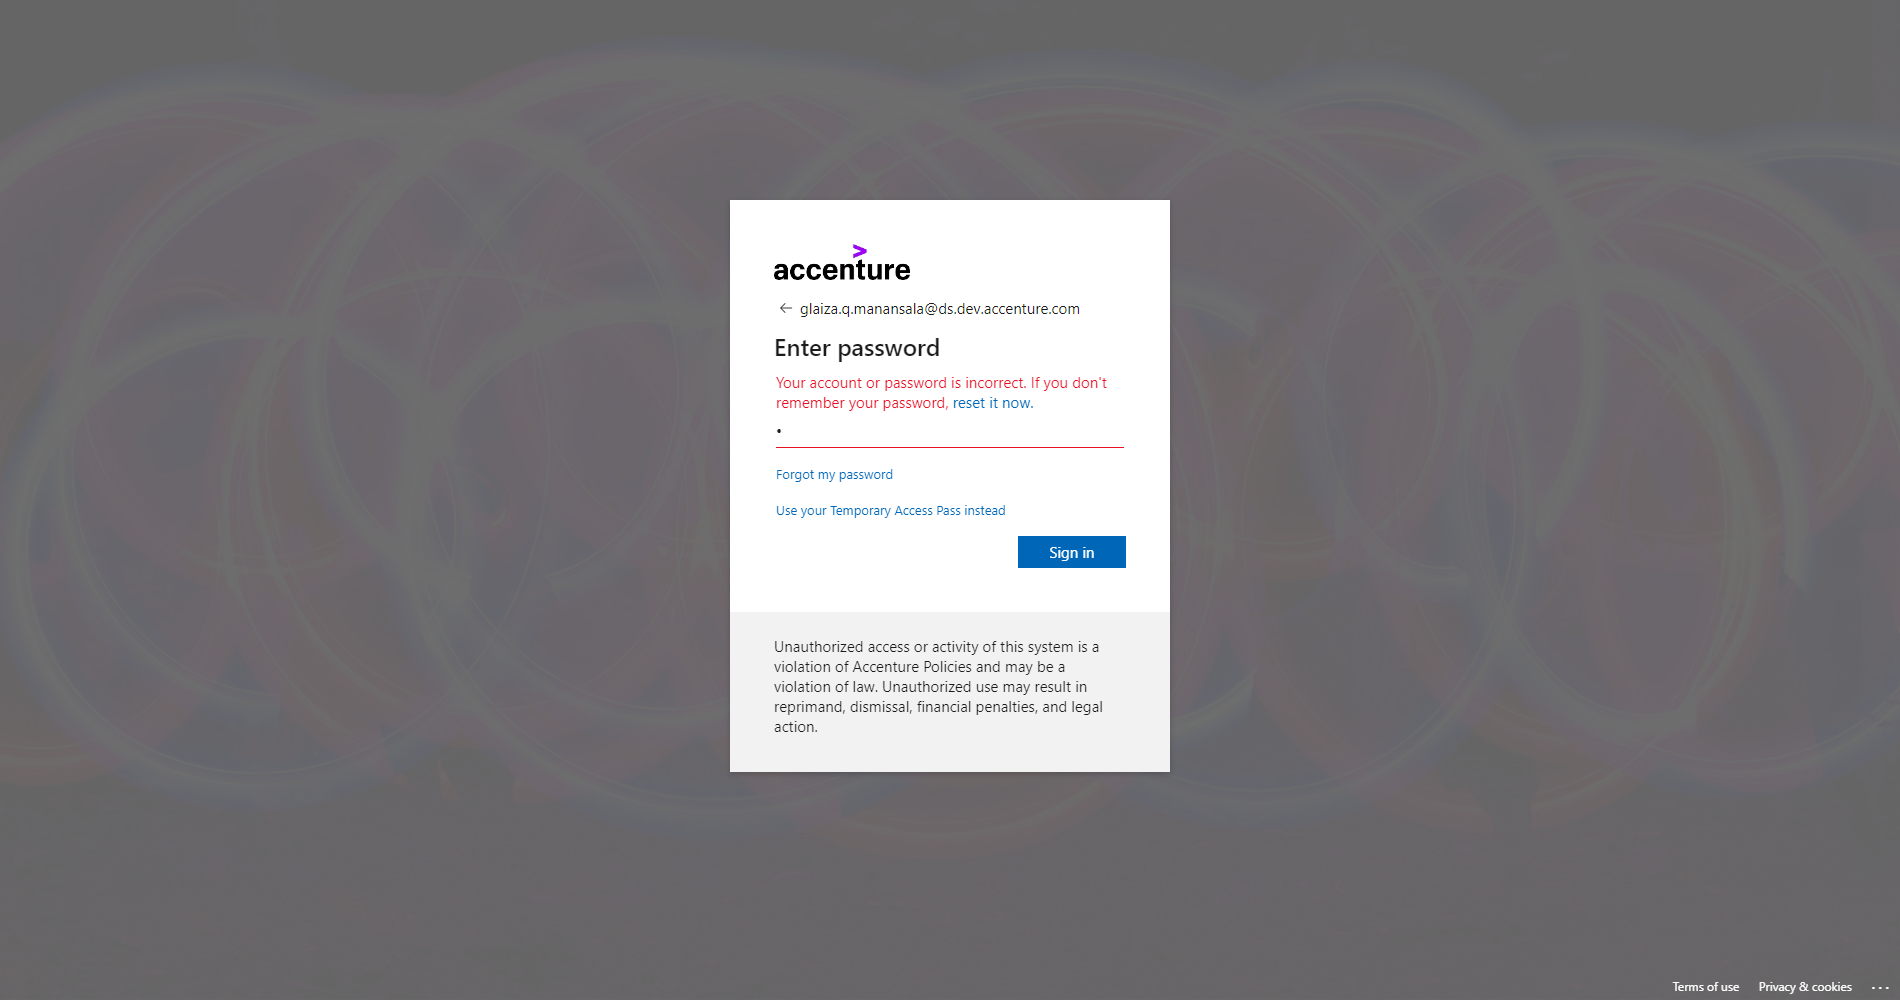 accenture
glaiza.q.manansala@ds.dev.accenture.com
Enter password
Your account or password is incorrect. If you don't
remember your password, reset it now.
•
Forgot my password
Use your Temporary Access Pass instead
Sign in
Unauthorized access or activity of this system is a
violation of Accenture Policies and may be a
violation of law. Unauthorized use may result in
reprimand, dismissal, financial penalties, and legal
action.
Terms of use Privacy & cookies ...